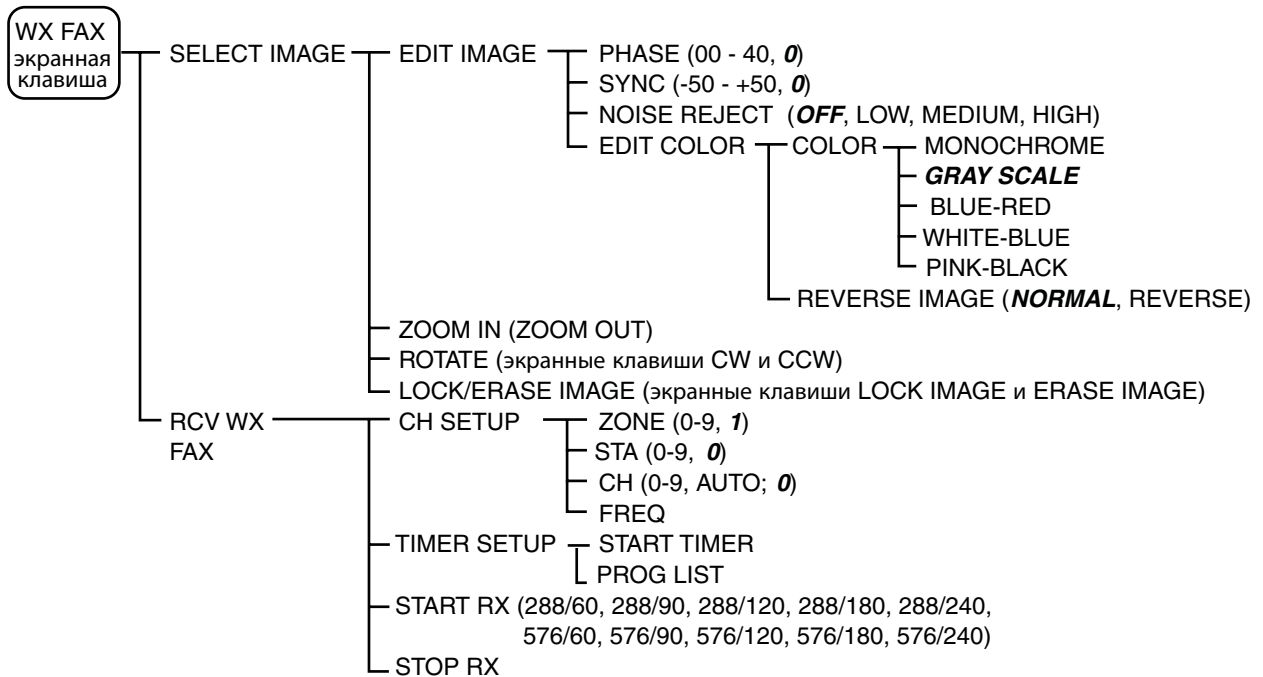 WX FAX
экранная
клавиша
SELECT IMAGE
EDIT IMAGE
PHASE (00 - 40, 0)
SYNC (-50 - +50, 0)
NOISE REJECT (OFF, LOW, MEDIUM, HIGH)
EDIT COLOR
COLOR
MONOCHROME
GRAY SCALE
BLUE-RED
WHITE-BLUE
PINK-BLACK
REVERSE IMAGE (NORMAL, REVERSE)
ZOOM IN (ZOOM OUT)
ROTATE (экранные клавиши CW и CCW)
LOCK/ERASE IMAGE (экранные клавиши LOCK IMAGE и ERASE IMAGE)
RCV WX
FAX
CH SETUP
ZONE (0-9, 1)
STA (0-9, 0)
CH (0-9, AUTO; 0)
FREQ
TIMER SETUP
START TIMER
PROG LIST
START RX (288/60, 288/90, 288/120, 288/180, 288/240,
576/60, 576/90, 576/120, 576/180, 576/240)
STOP RX